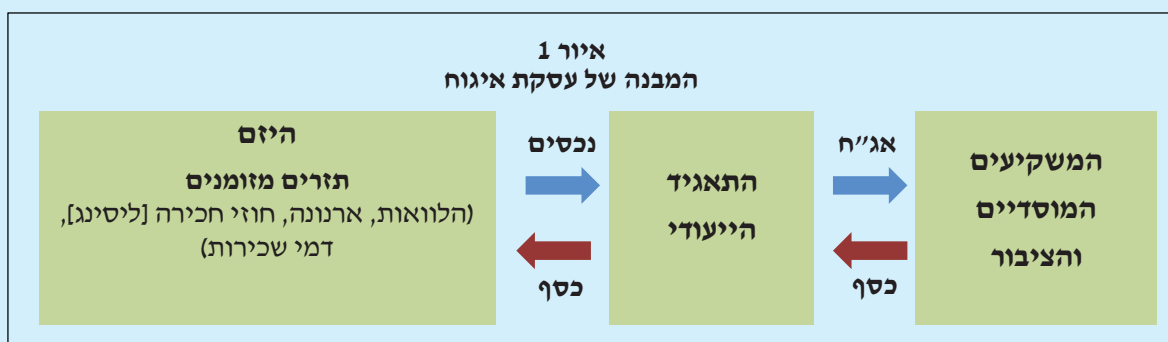 איור 1
המבנה של עסקת איגוח
היזם
תזרים מזומנים
(הלוואות, ארנונה, חוזי חכירה [ליסינג],
דמי שכירות)
נכסים
כסף
התאגיד
הייעודי
אג״ח
כסף
המשקיעים
המוסדיים
והציבור